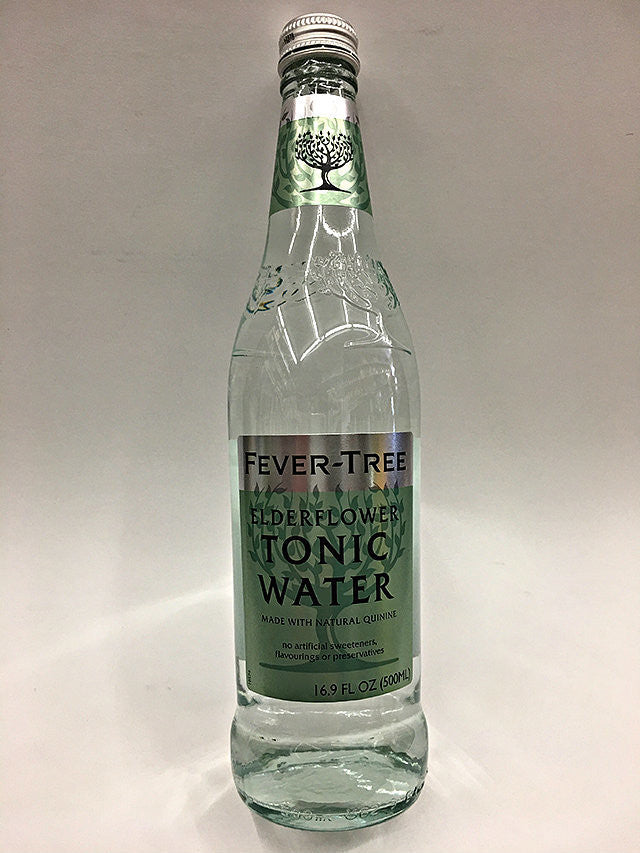 FEVER-TREE
ELDERFLOWER
TONIC
WATER
MADE WITH NATURAL QUININE
no artificial sweeteners,
flavourings or preservatives
16.9 FL OZ (500ML)